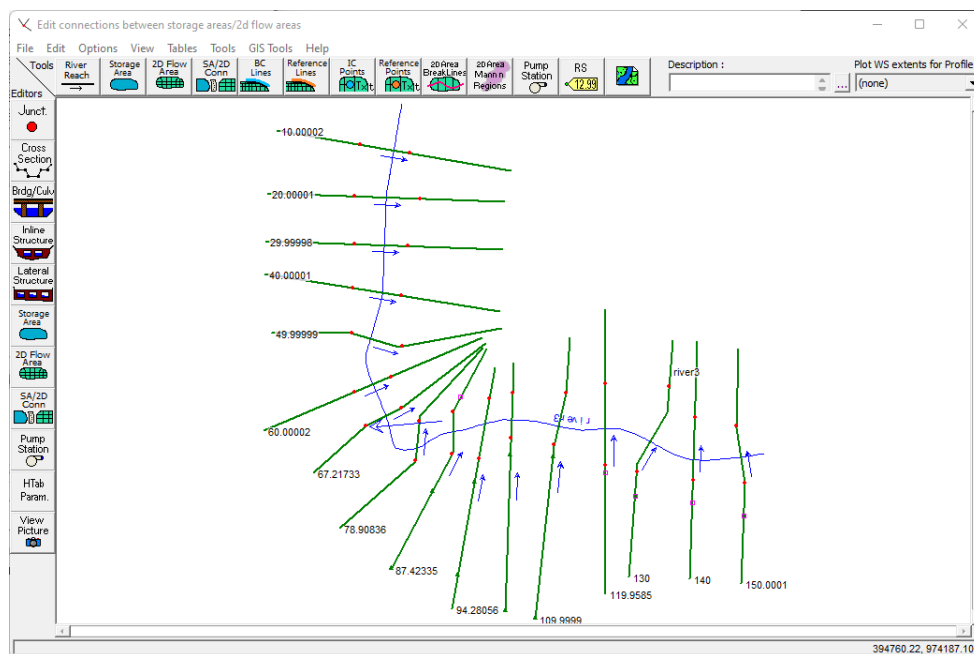 Edit connections between storage areas/2d flow areas
File Edit Options View Tables Tools GIS Tools Help
Tools
Editors
River Reach
Storage Area
2D Flow Area
SA/2D Conn
BC Lines
Reference Lines
IC Points
Reference Points
2D Area BreakLines
2D Area Mann n Regions
Pump Station
RS
12.99
Description :
...
Plot WS extents for Profile
(none)
Junct.
Cross Section
Brdg/Culv
Inline Structure
Lateral Structure
Storage Area
2D Flow Area
SA/2D Conn
Pump Station
HTab Param.
View Picture
-10.00002
-20.00001
-29.99998
-40.00001
-49.99999
60.00002
67.21733
78.90836
87.42335
94.28056
109.9999
119.9585
130
140
150.0001
river3
river3
394760.22, 974187.10